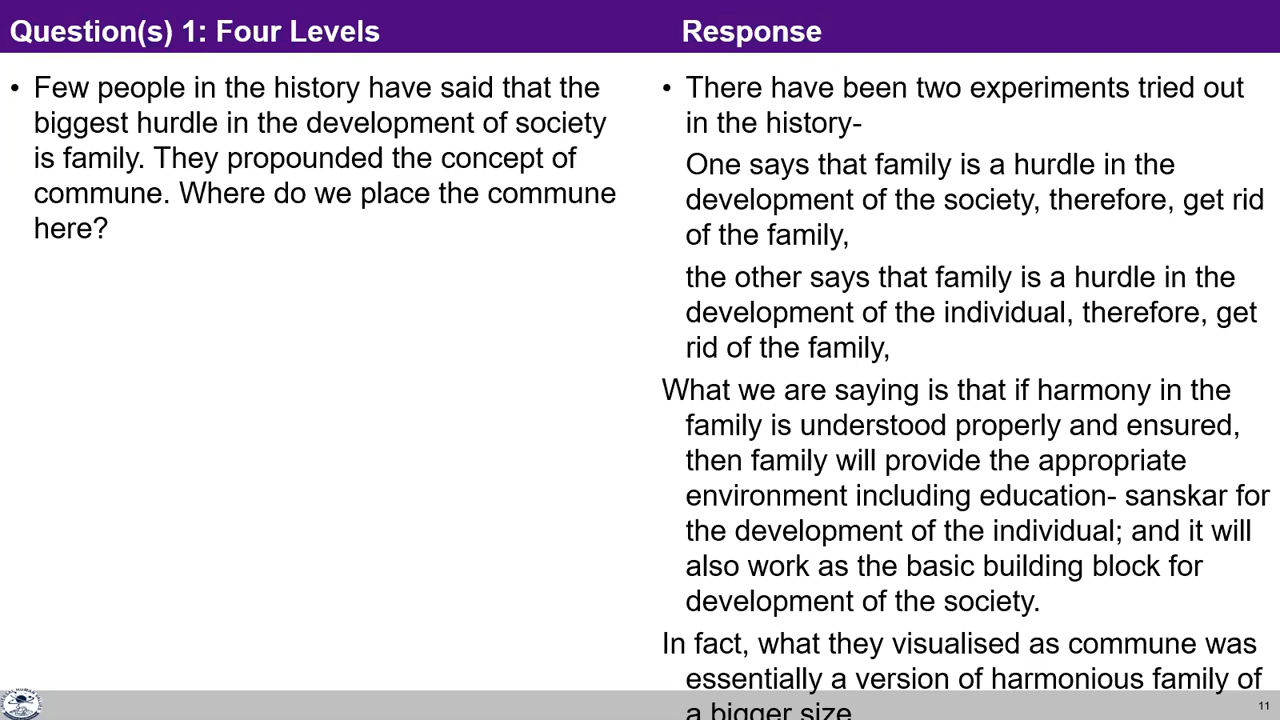 Question(s) 1: Four Levels
Response
• Few people in the history have said that the
biggest hurdle in the development of society
is family. They propounded the concept of
commune. Where do we place the commune
here?
• There have been two experiments tried out
in the history-
One says that family is a hurdle in the
development of the society, therefore, get rid
of the family,
the other says that family is a hurdle in the
development of the individual, therefore, get
rid of the family,
What we are saying is that if harmony in the
family is understood properly and ensured,
then family will provide the appropriate
environment including education- sanskar for
the development of the individual; and it will
also work as the basic building block for
development of the society.
In fact, what they visualised as commune was
essentially a version of harmonious family of
a bigger size
11